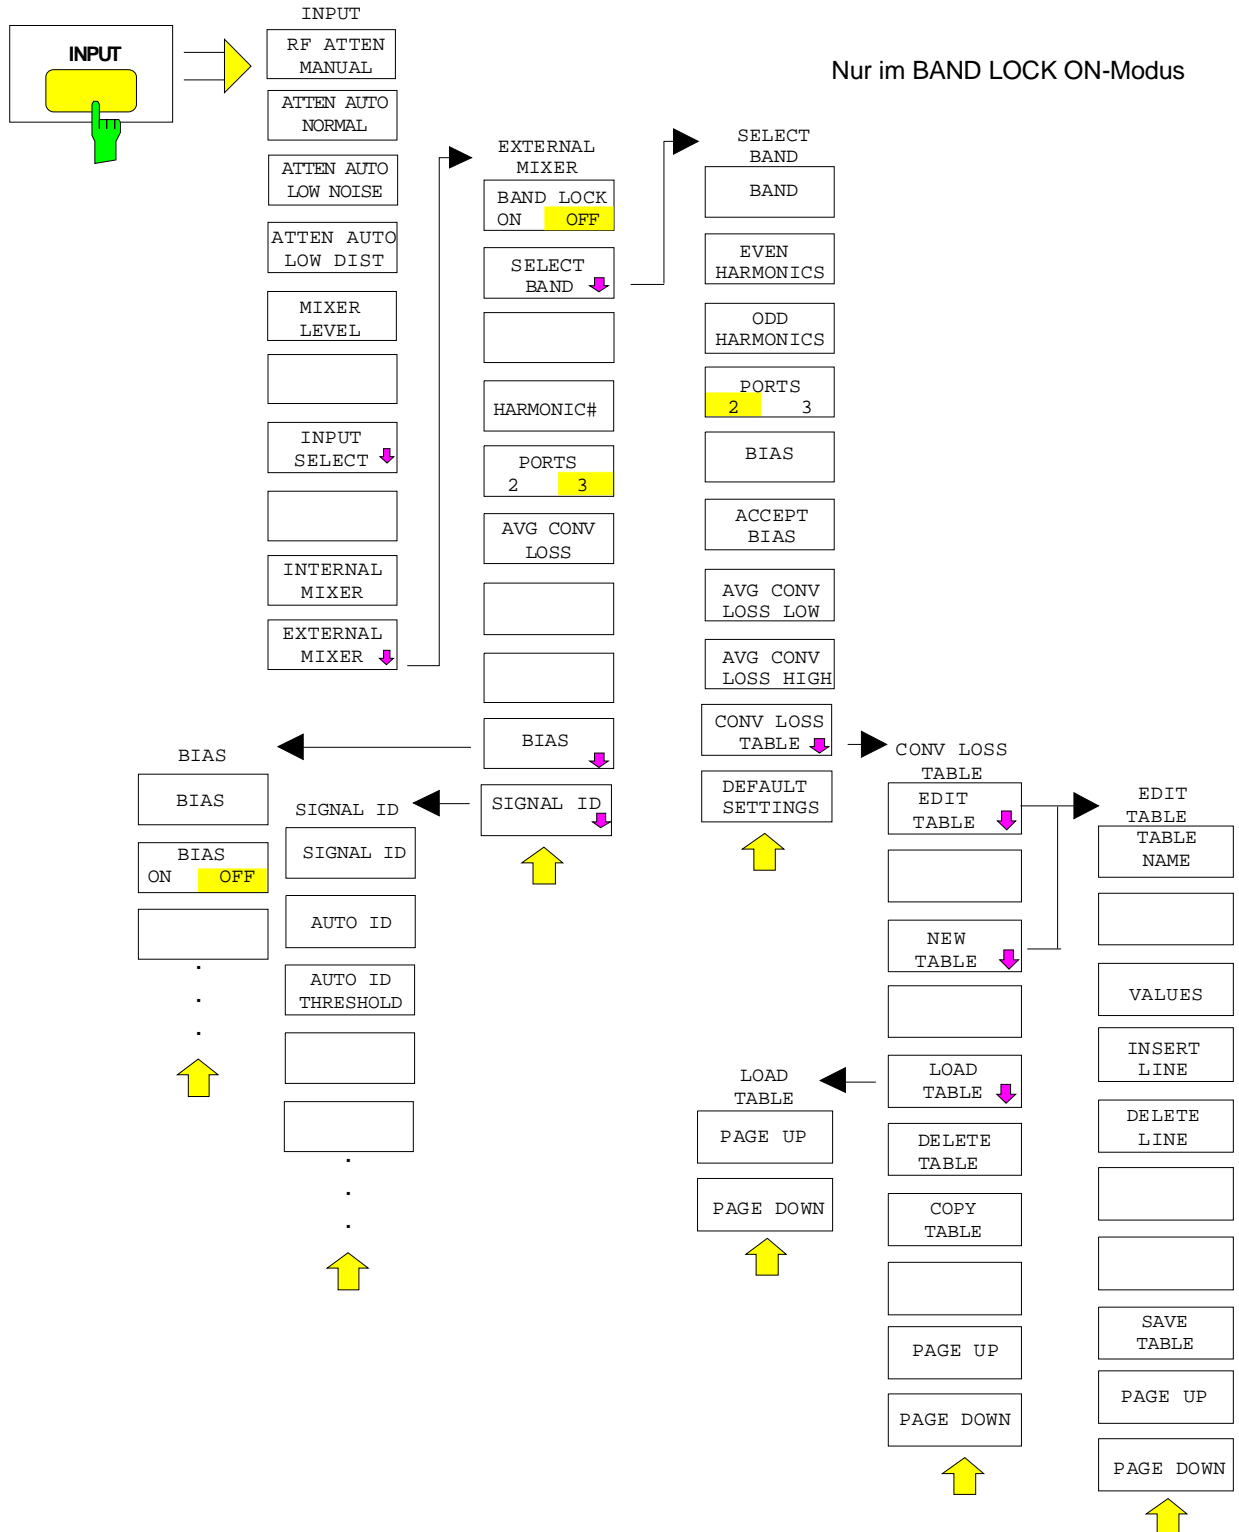 INPUT
INPUT
RF ATTEN
MANUAL
ATTEN AUTO
NORMAL
ATTEN AUTO
LOW NOISE
ATTEN AUTO
LOW DIST
MIXER
LEVEL
INPUT
SELECT
INTERNAL
MIXER
EXTERNAL
MIXER
Nur im BAND LOCK ON-Modus
EXTERNAL
MIXER
BAND LOCK
ON OFF
SELECT
BAND
HARMONIC#
PORTS
2 3
AVG CONV
LOSS
BIAS
SIGNAL ID
SELECT
BAND
BAND
EVEN
HARMONICS
ODD
HARMONICS
PORTS
2 3
BIAS
ACCEPT
BIAS
AVG CONV
LOSS LOW
AVG CONV
LOSS HIGH
CONV LOSS
TABLE
DEFAULT
SETTINGS
BIAS
BIAS
BIAS
ON OFF
.
.
.
SIGNAL ID
SIGNAL ID
AUTO ID
AUTO ID
THRESHOLD
.
.
.
CONV LOSS
TABLE
EDIT
TABLE
NEW
TABLE
LOAD
TABLE
DELETE
TABLE
COPY
TABLE
PAGE UP
PAGE DOWN
LOAD
TABLE
PAGE UP
PAGE DOWN
EDIT
TABLE
TABLE
NAME
VALUES
INSERT
LINE
DELETE
LINE
SAVE
TABLE
PAGE UP
PAGE DOWN